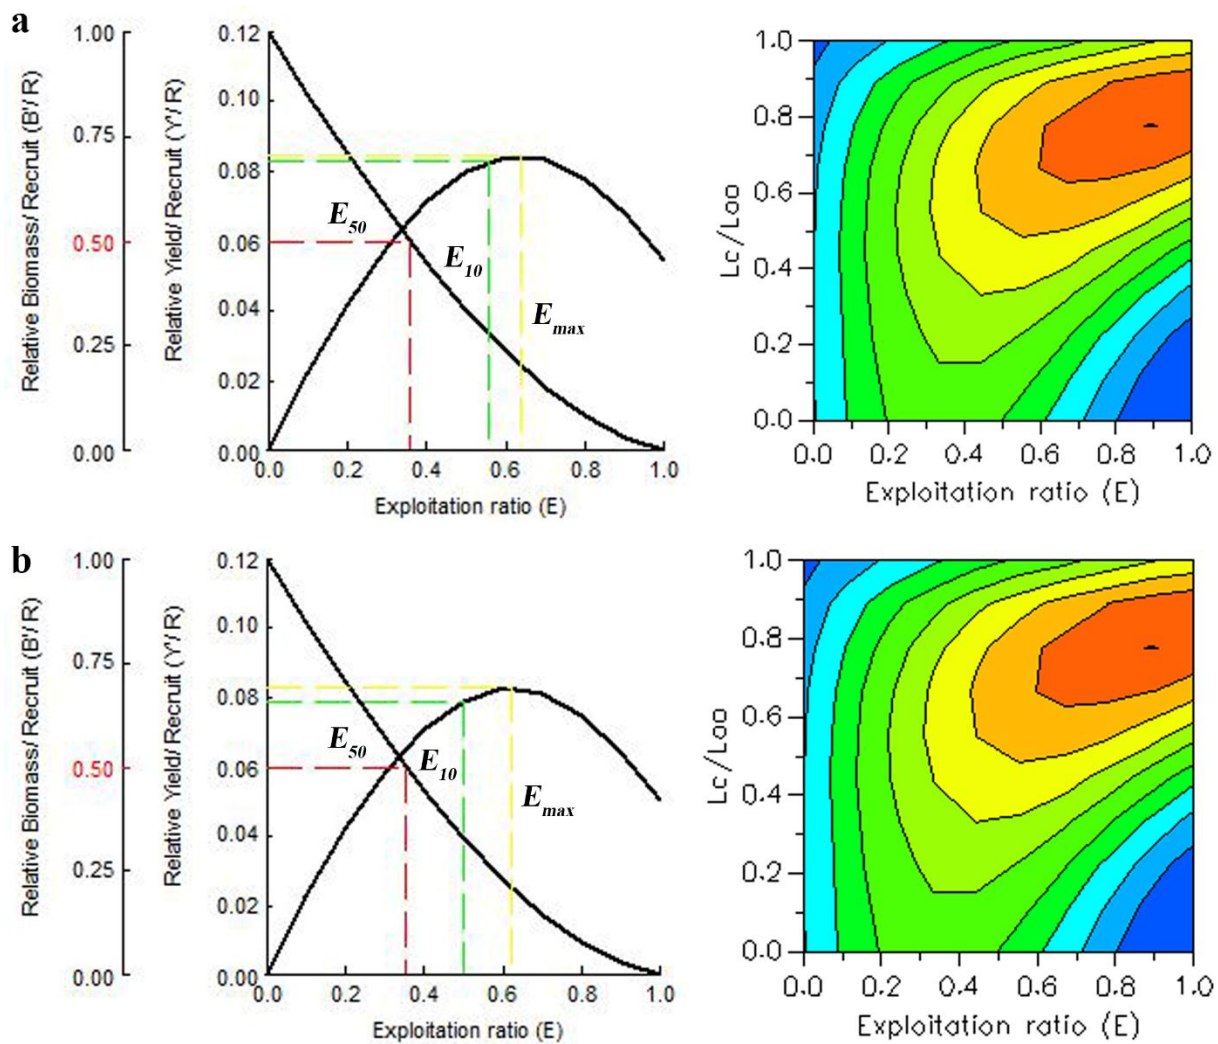 a
Relative Biomass/ Recruit (B'/ R)
1.00
0.75
0.50
0.25
0.00
Relative Yield/ Recruit (Y'/ R)
0.12
0.10
0.08
0.06
0.04
0.02
0.00
E50
E10
Emax
0.0 0.2 0.4 0.6 0.8 1.0
Exploitation ratio (E)
Lc/Loo
1.0
0.8
0.6
0.4
0.2
0.0
0.0 0.2 0.4 0.6 0.8 1.0
Exploitation ratio (E)
b
Relative Biomass/ Recruit (B'/ R)
1.00
0.75
0.50
0.25
0.00
Relative Yield/ Recruit (Y'/ R)
0.12
0.10
0.08
0.06
0.04
0.02
0.00
E50
E10
Emax
0.0 0.2 0.4 0.6 0.8 1.0
Exploitation ratio (E)
Lc/Loo
1.0
0.8
0.6
0.4
0.2
0.0
0.0 0.2 0.4 0.6 0.8 1.0
Exploitation ratio (E)